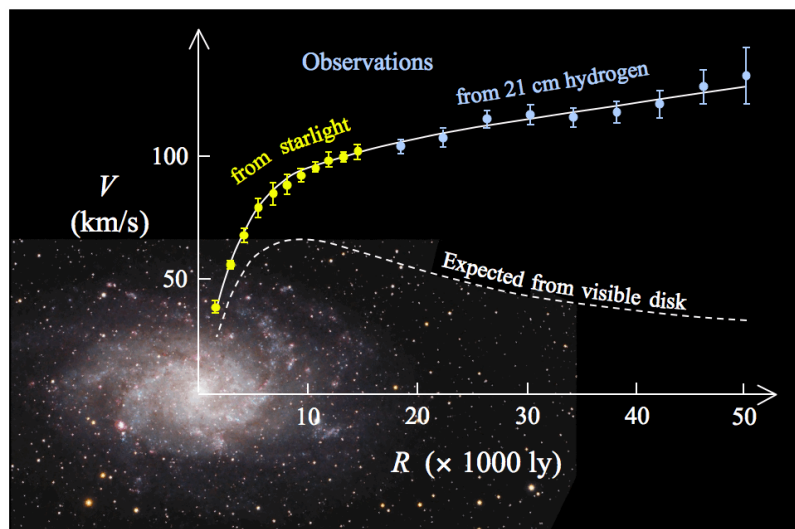 Observations
from 21 cm hydrogen
from starlight
100
V
(km/s)
50
Expected from visible disk
10
20
30
40
50
R (× 1000 ly)